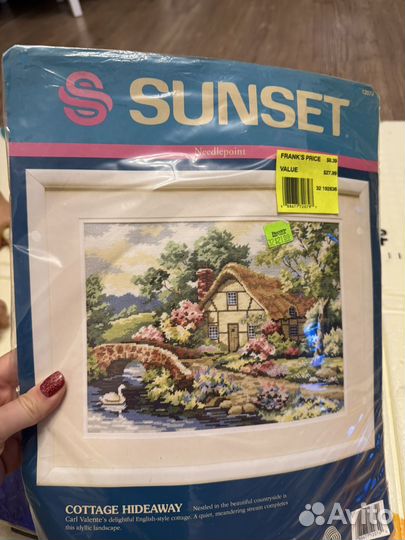 SUNSET
Needlepoint
FRANK'S PRICE
VALUE $27.99
COTTAGE HIDEAWAY Nestled in the beautiful countryside is
Carl Valente's delightful English-style cottage. A quiet, meandering stream completes
this idyllic landscape.
Avito